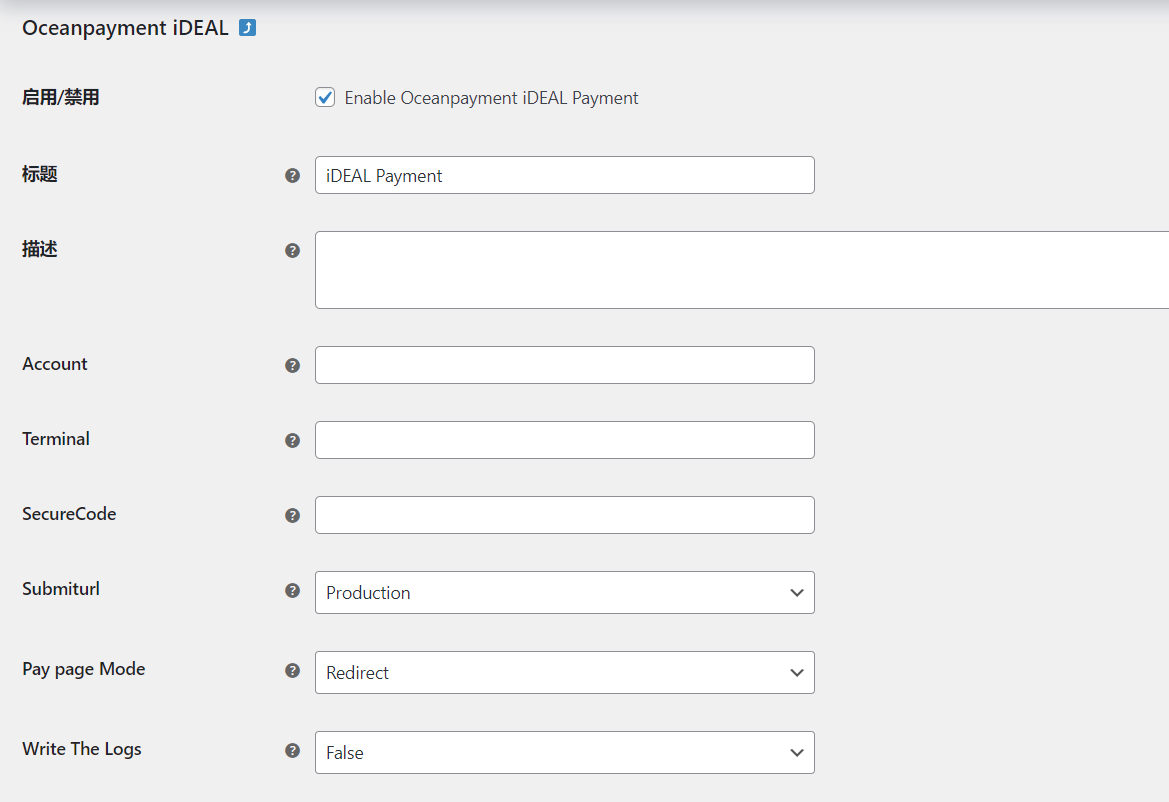 Oceanpayment iDEAL
启用/禁用
Enable Oceanpayment iDEAL Payment
标题
iDEAL Payment
描述
Account
Terminal
SecureCode
Submiturl
Production
Pay page Mode
Redirect
Write The Logs
False